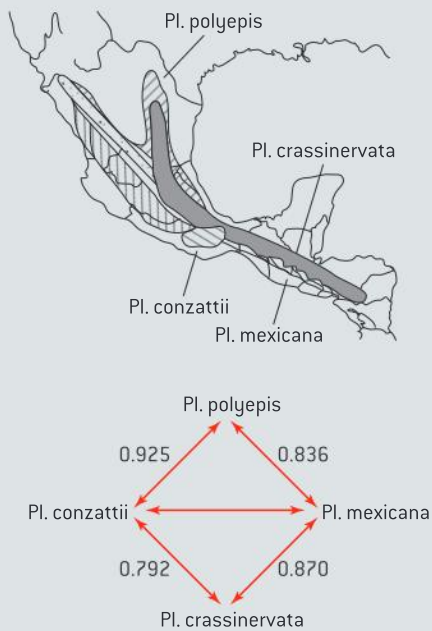 Pl. polyepis
Pl. crassinervata
Pl. conzattii
Pl. mexicana
Pl. polyepis
0.925 0.836
Pl. conzattii Pl. mexicana
0.792 0.870
Pl. crassinervata